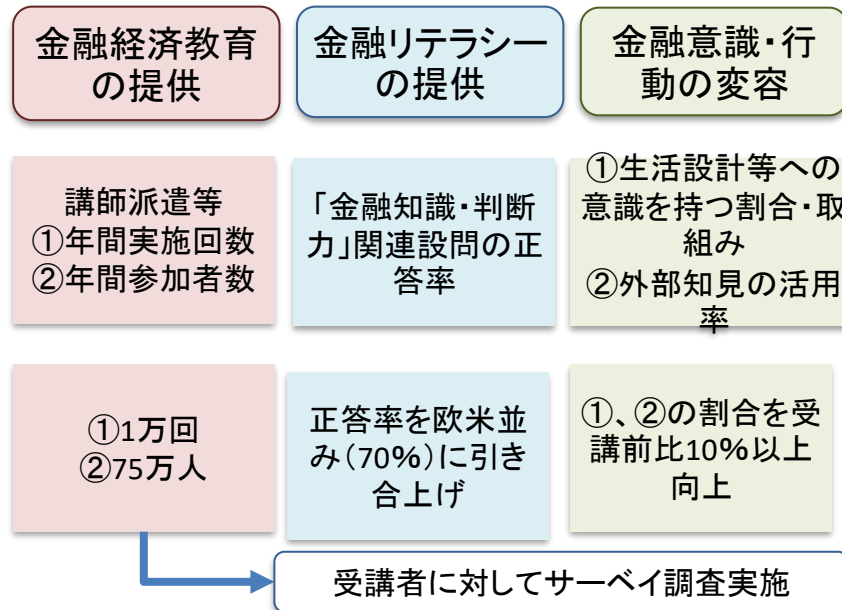 金融経済教育
の提供
金融リテラシー
の提供
金融意識・行
動の変容
講師派遣等
①年間実施回数
②年間参加者数
「金融知識・判断
力」関連設問の正
答率
①生活設計等への
意識を持つ割合・取
組み
②外部知見の活用
率
①1万回
②75万人
正答率を欧米並
み（70％）に引き
合上げ
①、②の割合を受
講前比10％以上
向上
受講者に対してサーベイ調査実施